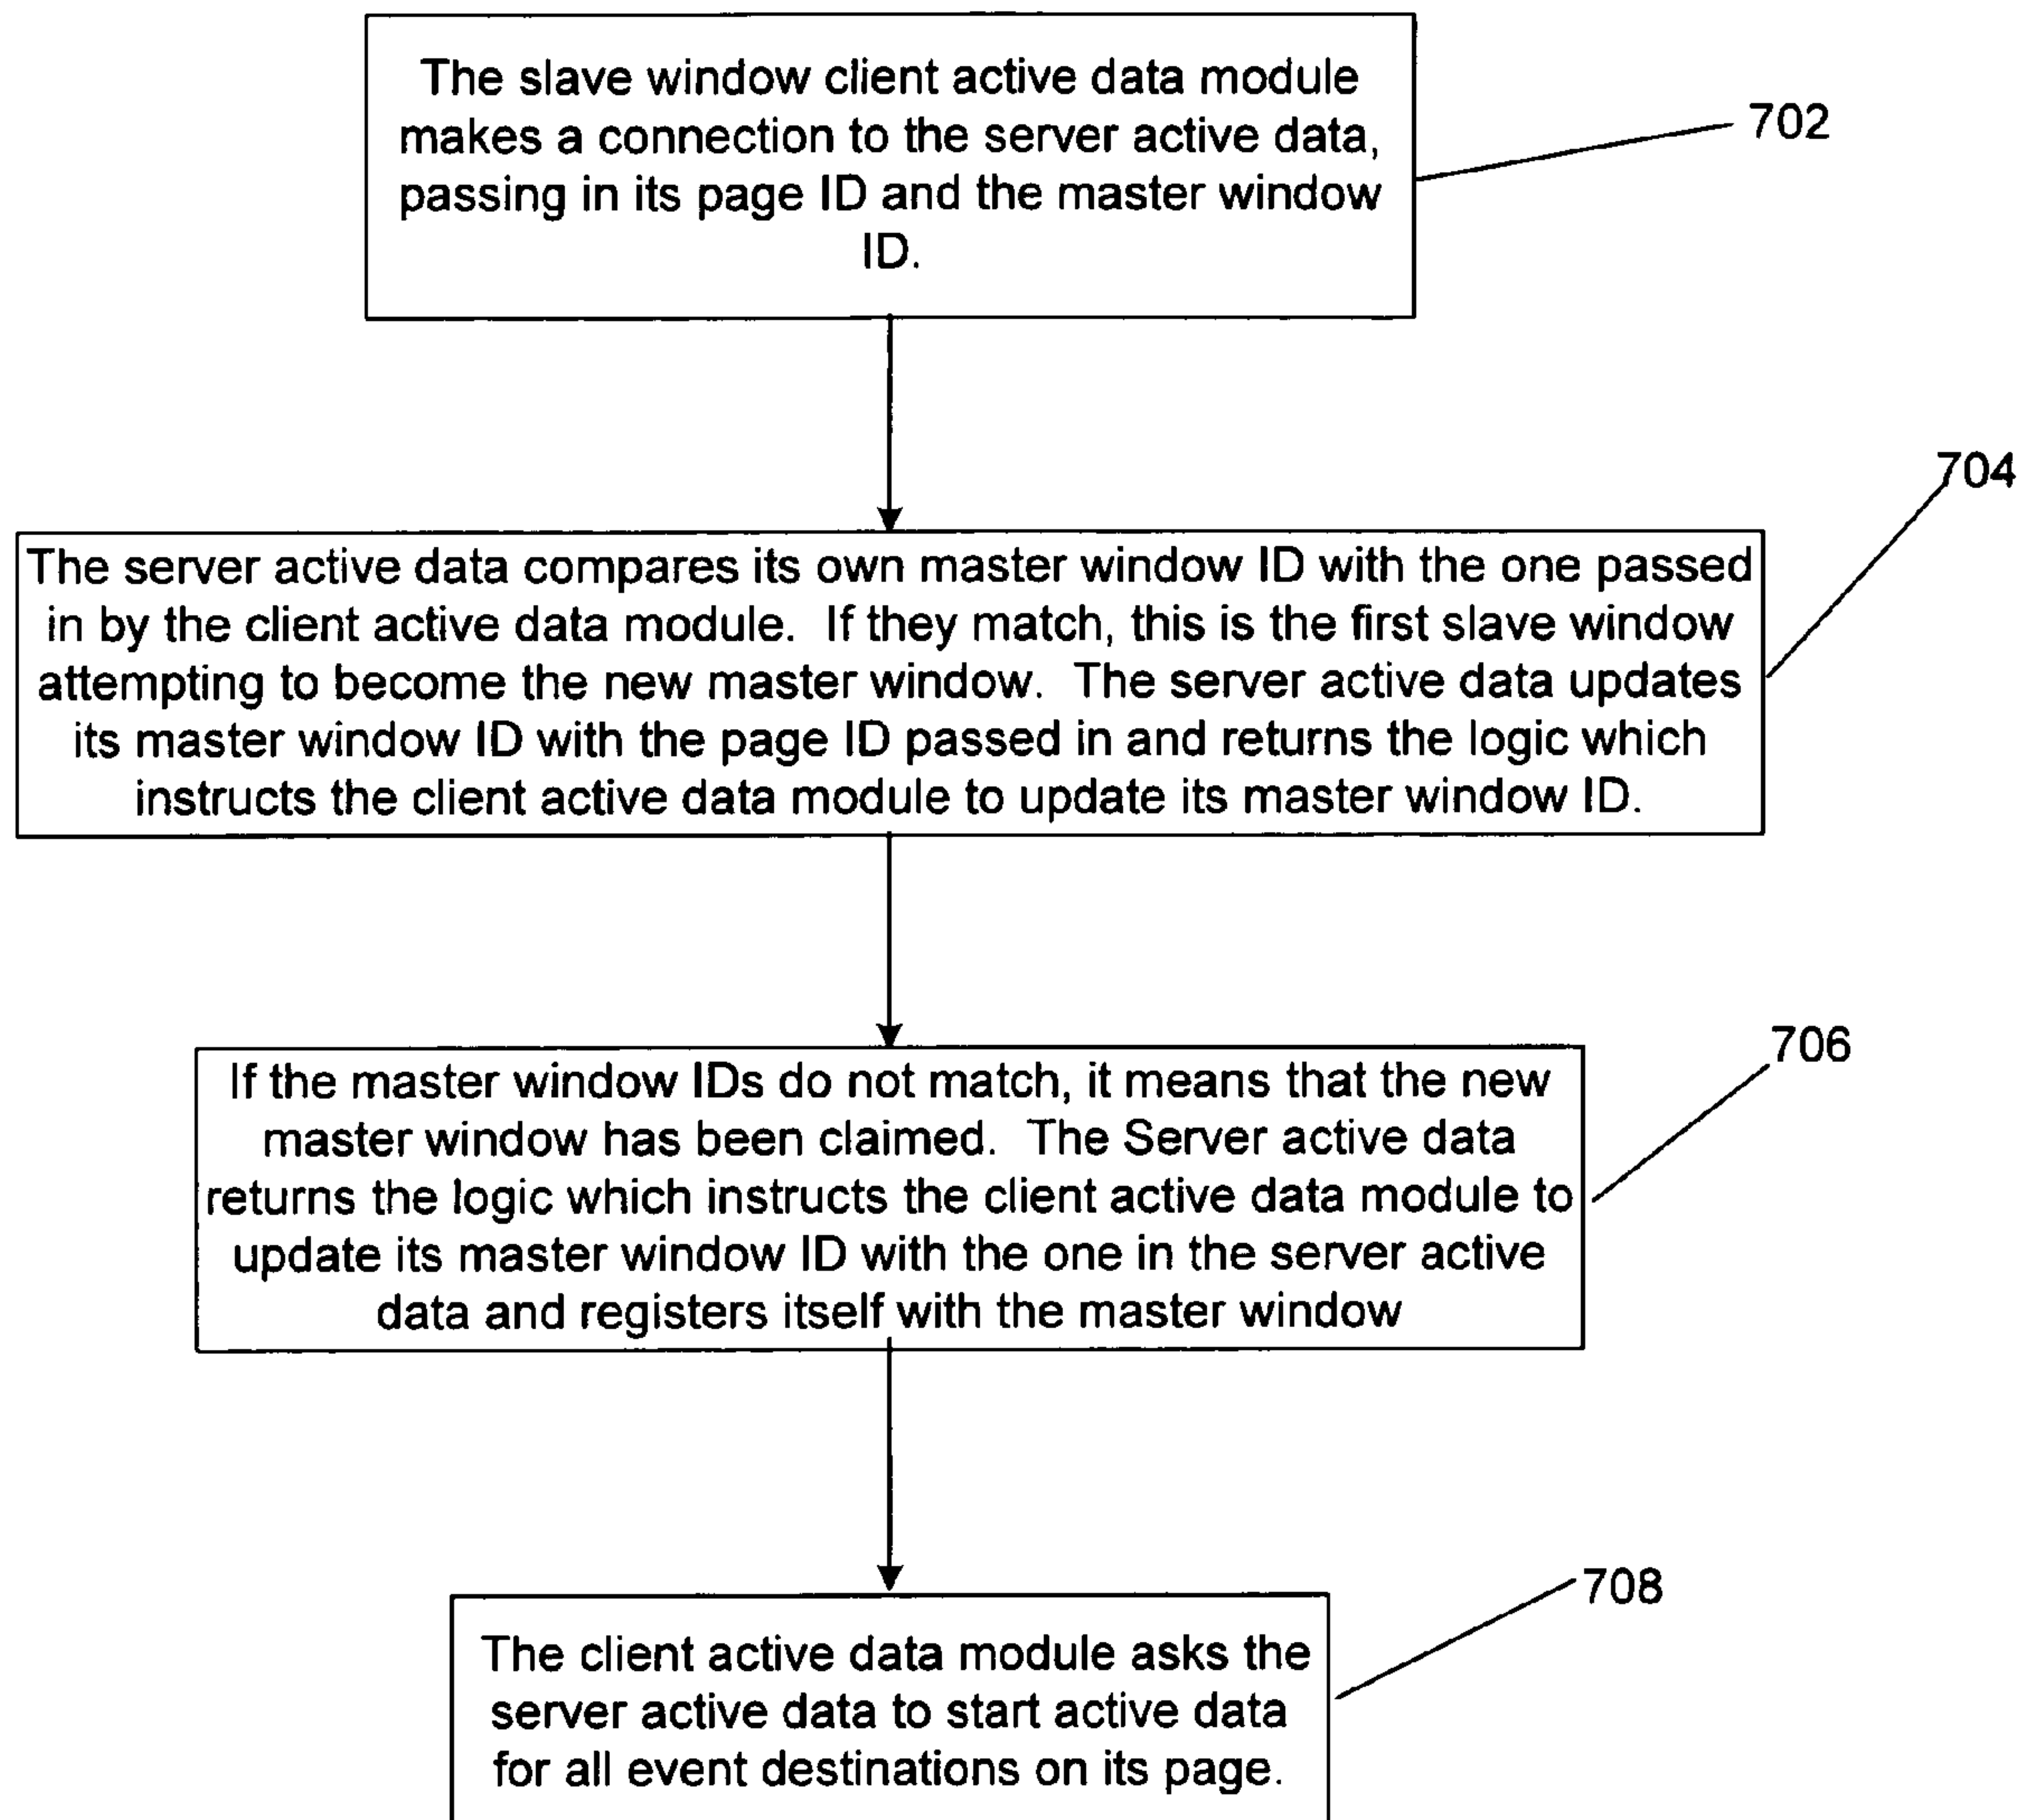 The slave window client active data module
makes a connection to the server active data,
passing in its page ID and the master window
ID.
702
704
The server active data compares its own master window ID with the one passed
in by the client active data module.  If they match, this is the first slave window
attempting to become the new master window.  The server active data updates
its master window ID with the page ID passed in and returns the logic which
instructs the client active data module to update its master window ID.
706
If the master window IDs do not match, it means that the new
master window has been claimed.  The Server active data
returns the logic which instructs the client active data module to
update its master window ID with the one in the server active
data and registers itself with the master window
708
The client active data module asks the
server active data to start active data
for all event destinations on its page.